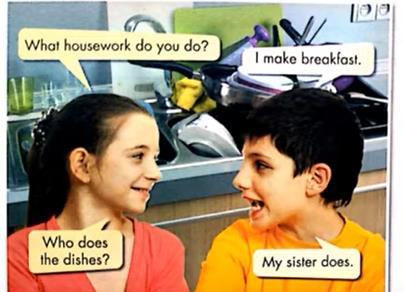 What housework do you do?
I make breakfast.
Who does
the dishes?
My sister does.